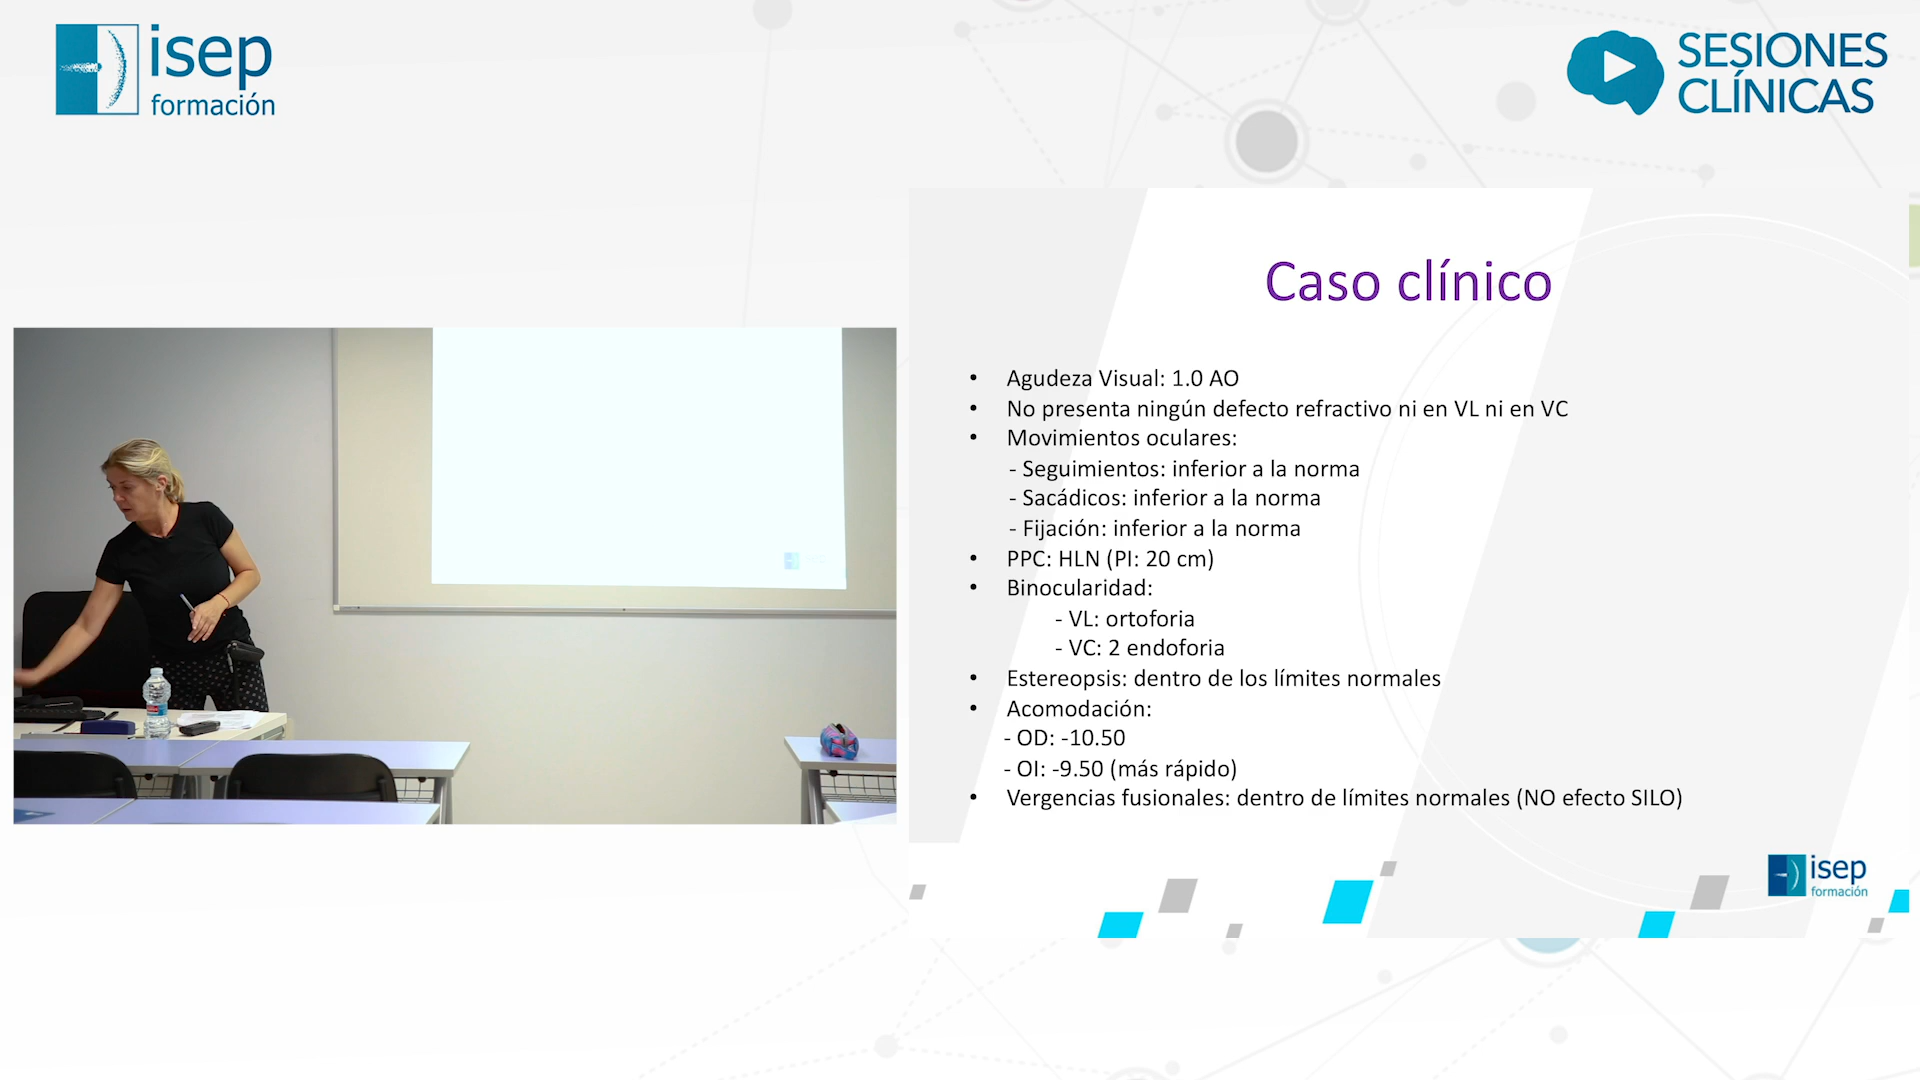 isep
formación
SESIONES
CLÍNICAS
Caso clínico
• Agudeza Visual: 1.0 AO
• No presenta ningún defecto refractivo ni en VL ni en VC
• Movimientos oculares:
- Seguimientos: inferior a la norma
- Sacádicos: inferior a la norma
- Fijación: inferior a la norma
• PPC: HLN (PI: 20 cm)
• Binocularidad:
- VL: ortoforia
- VC: 2 endoforia
• Estereopsis: dentro de los límites normales
• Acomodación:
- OD: -10.50
- OI: -9.50 (más rápido)
• Vergencias fusionales: dentro de límites normales (NO efecto SILO)
isep
formación